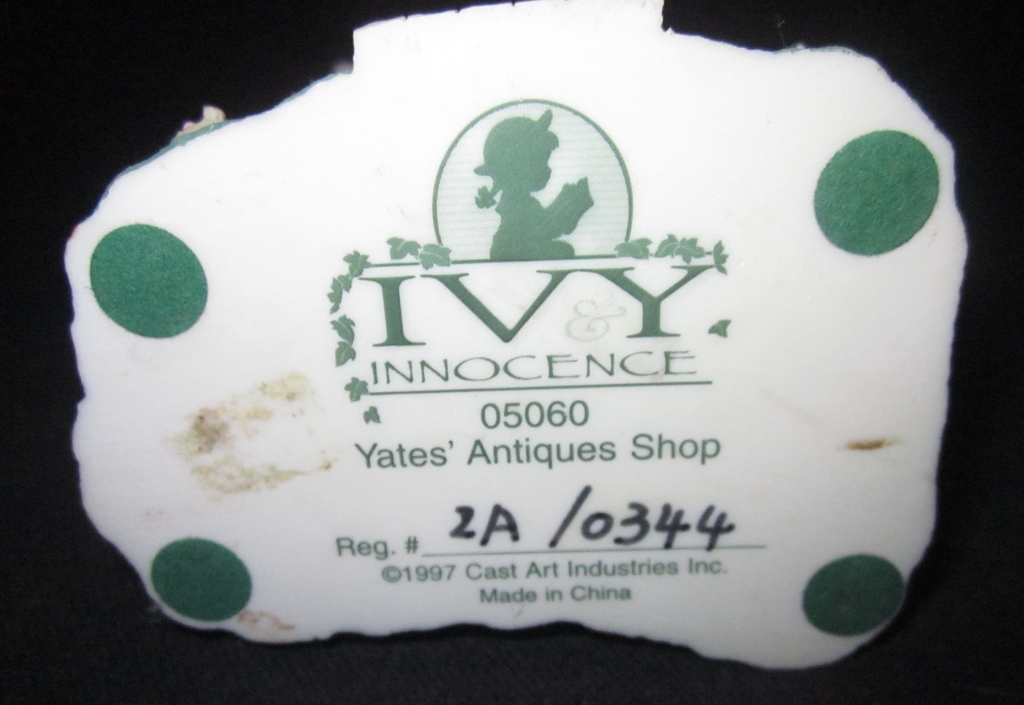 IVY &
INNOCENCE
05060
Yates' Antiques Shop
Reg. # 2A /0344
©1997 Cast Art Industries Inc.
Made in China